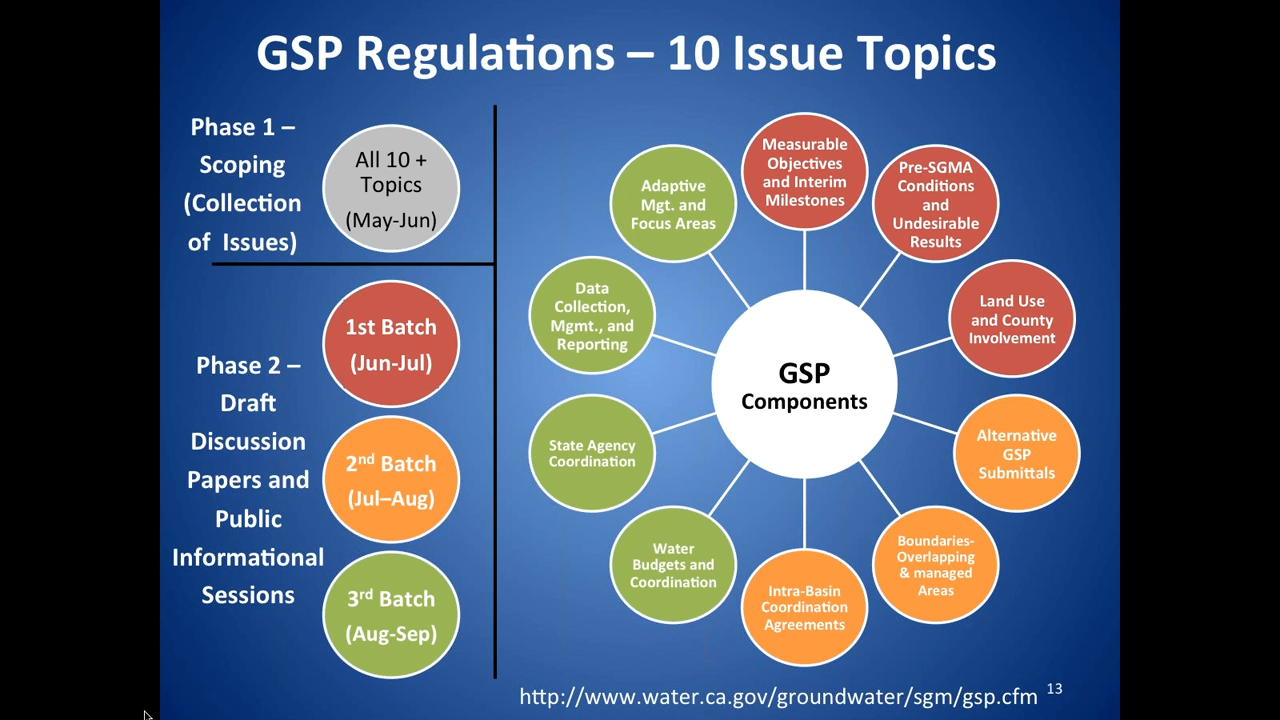 GSP Regulations – 10 Issue Topics
Phase 1 –
Scoping
(Collection
of Issues)
All 10 +
Topics
(May-Jun)
Phase 2 –
Draft
Discussion
Papers and
Public
Informational
Sessions
1st Batch
(Jun-Jul)
2nd Batch
(Jul–Aug)
3rd Batch
(Aug-Sep)
GSP
Components
Measurable
Objectives
and Interim
Milestones
Pre-SGMA
Conditions
and
Undesirable
Results
Land Use
and County
Involvement
Alternative
GSP
Submittals
Boundaries-
Overlapping
& managed
Areas
Intra-Basin
Coordination
Agreements
Water
Budgets and
Coordination
State Agency
Coordination
Data
Collection,
Mgmt., and
Reporting
Adaptive
Mgt. and
Focus Areas
http://www.water.ca.gov/groundwater/sgm/gsp.cfm 13